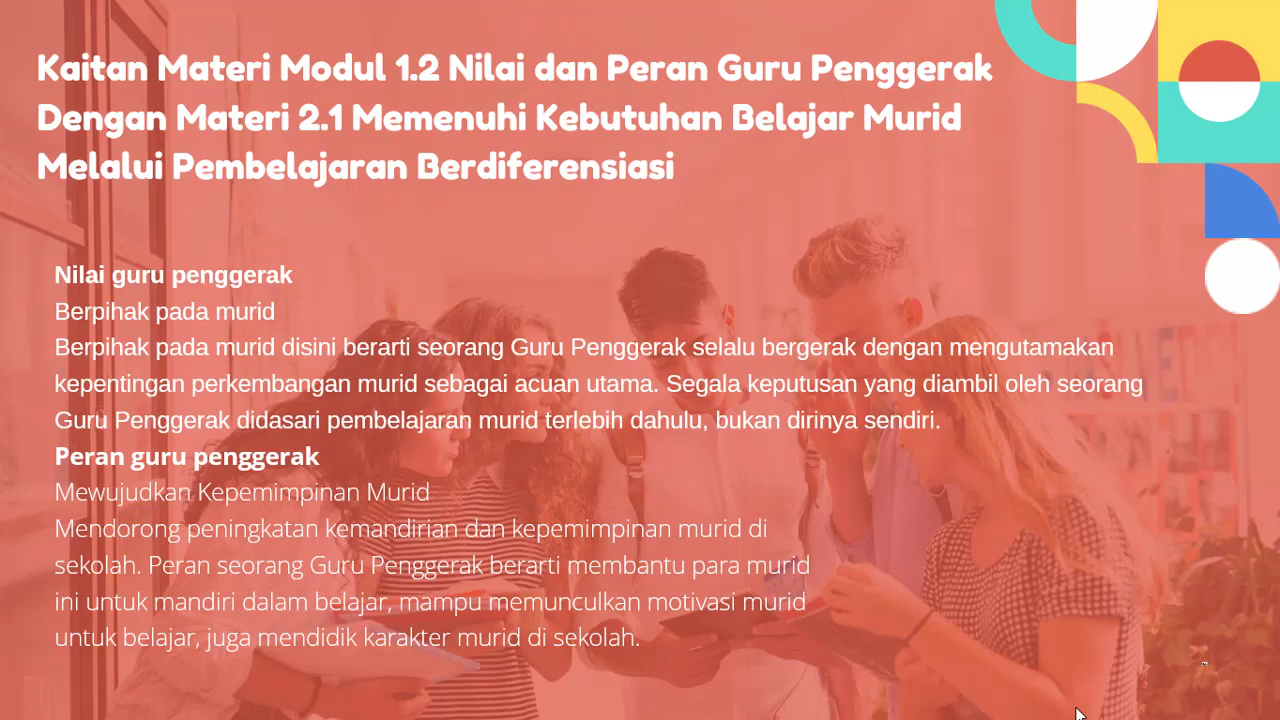 Kaitan Materi Modul 1.2 Nilai dan Peran Guru Penggerak
Dengan Materi 2.1 Memenuhi Kebutuhan Belajar Murid
Melalui Pembelajaran Berdiferensiasi
Nilai guru penggerak
Berpihak pada murid
Berpihak pada murid disini berarti seorang Guru Penggerak selalu bergerak dengan mengutamakan
kepentingan perkembangan murid sebagai acuan utama. Segala keputusan yang diambil oleh seorang
Guru Penggerak didasari pembelajaran murid terlebih dahulu, bukan dirinya sendiri.
Peran guru penggerak
Mewujudkan Kepemimpinan Murid
Mendorong peningkatan kemandirian dan kepemimpinan murid di
sekolah. Peran seorang Guru Penggerak berarti membantu para murid
ini untuk mandiri dalam belajar, mampu memunculkan motivasi murid
untuk belajar, juga mendidik karakter murid di sekolah.